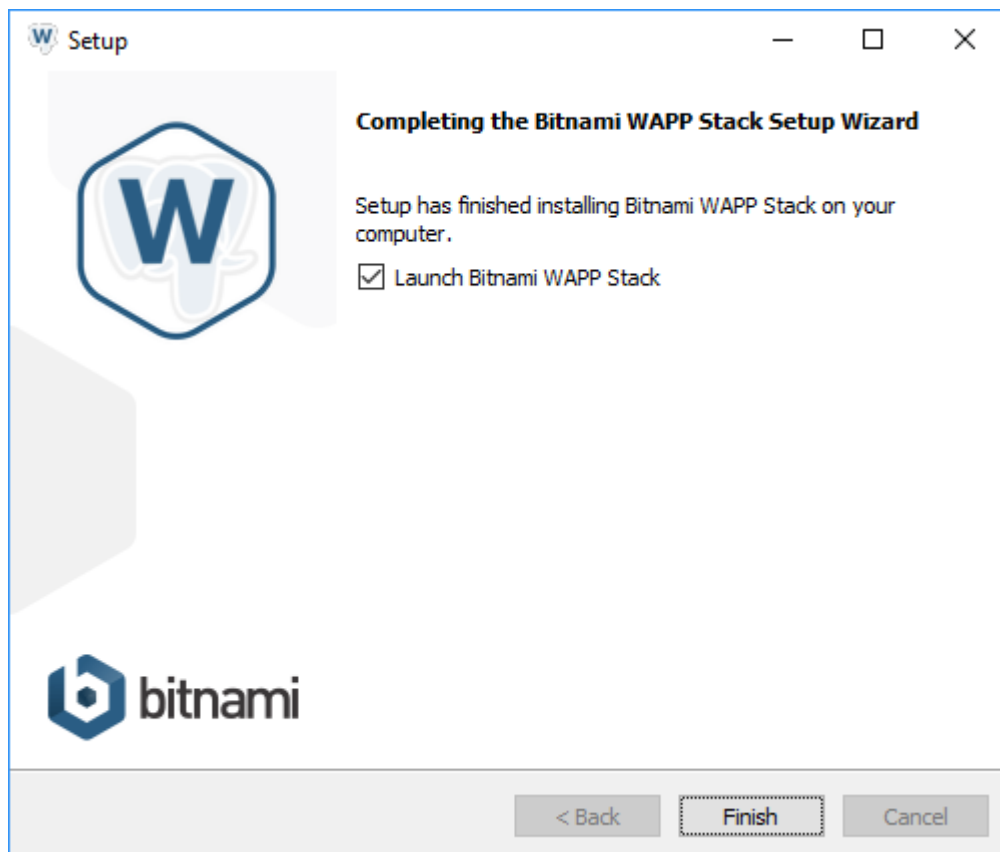 W Setup
Completing the Bitnami WAPP Stack Setup Wizard
W
Setup has finished installing Bitnami WAPP Stack on your
computer.
Launch Bitnami WAPP Stack
bitnami
< Back Finish Cancel